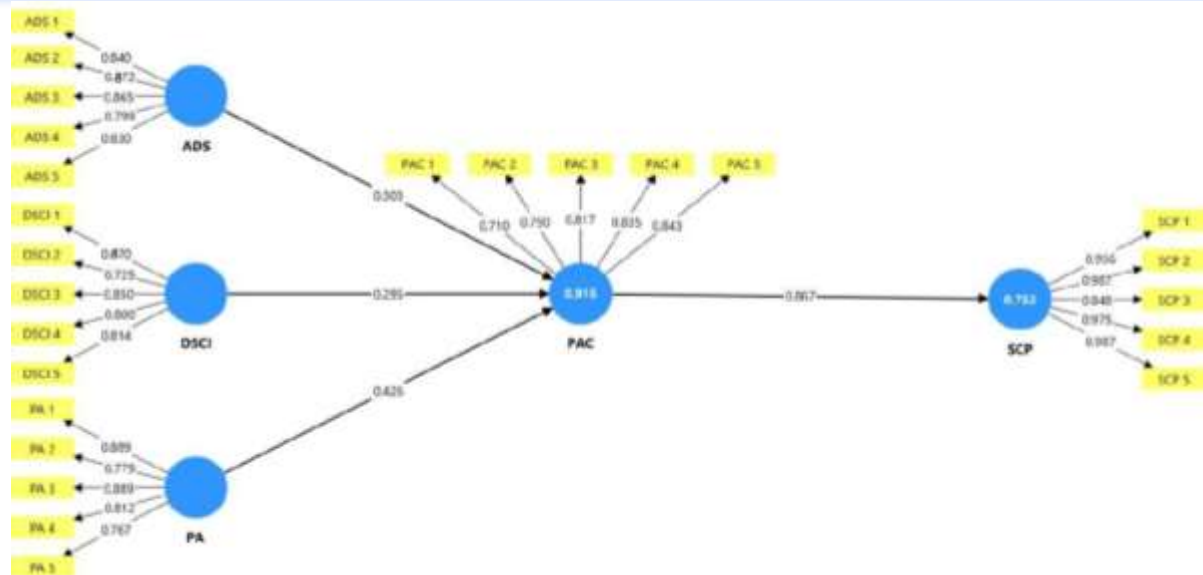 ADS 1
0.840
ADS 2
0.872
ADS 3
0.865
ADS 4
0.799
ADS 5
0.830
ADS
0.303
PAC 1
PAC 2
PAC 3
PAC 4
PAC 5
0.710
0.790
0.817
0.835
0.843
PAC
DSCI 1
DSCI 2
0.725
DSCI 3
0.850
DSCI 4
0.800
DSCI 5
0.814
DSCI
0.295
0.867
SCP 1
0.956
SCP 2
0.987
SCP 3
0.848
SCP 4
0.975
SCP 5
0.987
SCP
PA 1
0.889
PA 2
0.779
PA 3
0.889
PA 4
0.812
PA 5
0.767
PA